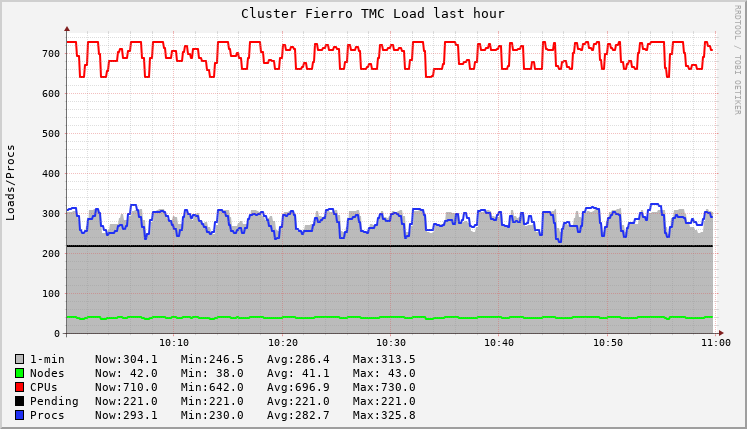 Cluster Fierro TMC Load last hour
RRDTOOL / TOBI OETIKER
Loads/Procs
700
600
500
400
300
200
100
0
10:10 10:20 10:30 10:40 10:50 11:00
1-min Now:304.1 Min:246.5 Avg:286.4 Max:313.5
Nodes Now: 42.0 Min: 38.0 Avg: 41.1 Max: 43.0
CPUs Now:710.0 Min:642.0 Avg:696.9 Max:730.0
Pending Now:221.0 Min:221.0 Avg:221.0 Max:221.0
Procs Now:293.1 Min:230.0 Avg:282.7 Max:325.8